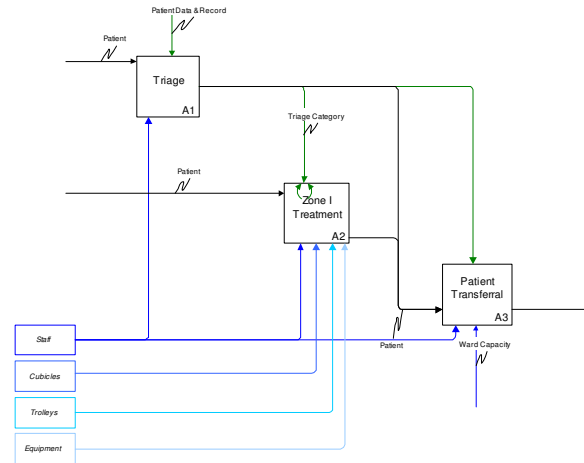 Patient Data & Record
Patient
Triage
A1
Triage Category
Patient
Zone I
Treatment
A2
Patient
Transferral
A3
Staff
Patient
Ward Capacity
Cubicles
Trolleys
Equipment